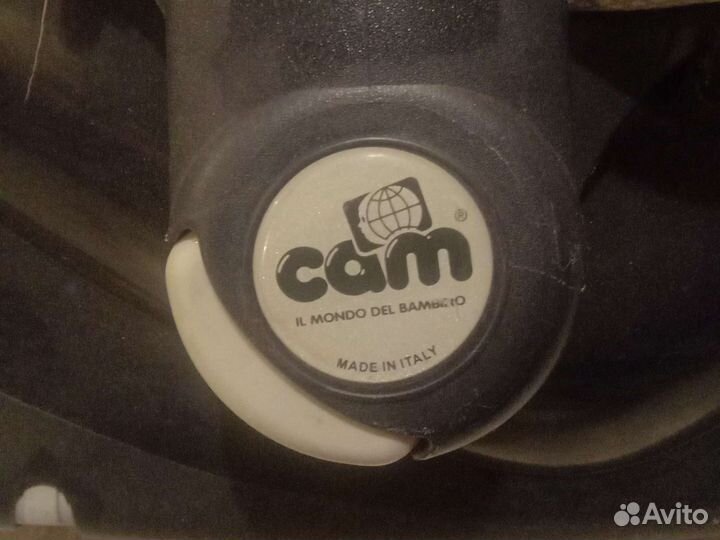 cam®
IL MONDO DEL BAMBINO
MADE IN ITALY
Avito